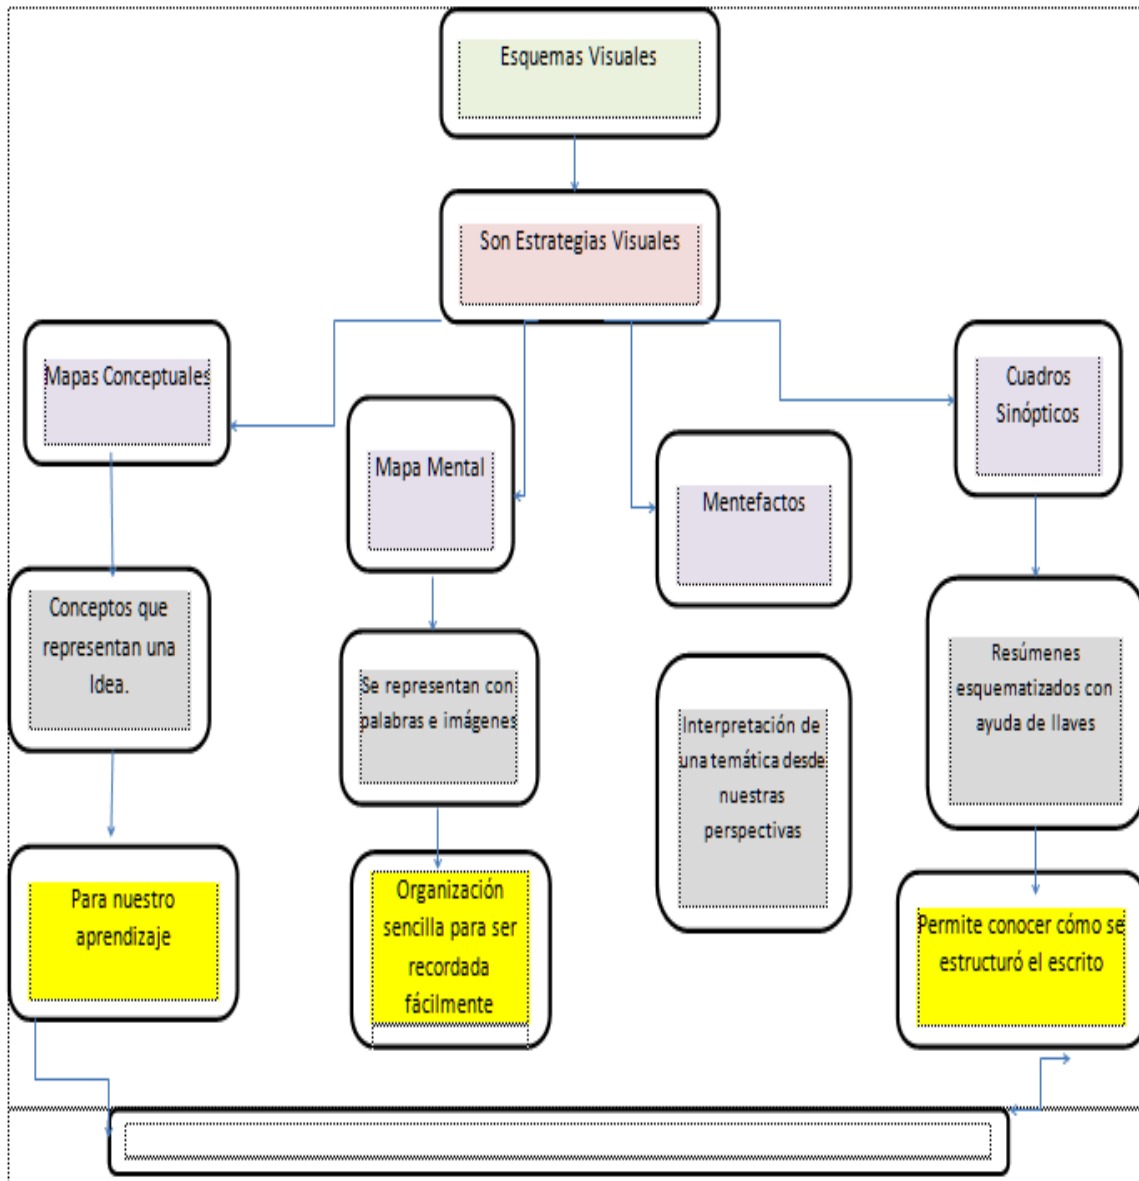 Esquemas Visuales
Son Estrategias Visuales
Mapas Conceptuales
Mapa Mental
Mentefactos
Cuadros
Sinópticos
Conceptos que
representan una
Idea.
Se representan con
palabras e imágenes
Interpretación de
una temática desde
nuestras
perspectivas
Resúmenes
esquematizados con
ayuda de llaves
Para nuestro
aprendizaje
Organización
sencilla para ser
recordada
fácilmente
Permite conocer cómo se
estructuró el escrito